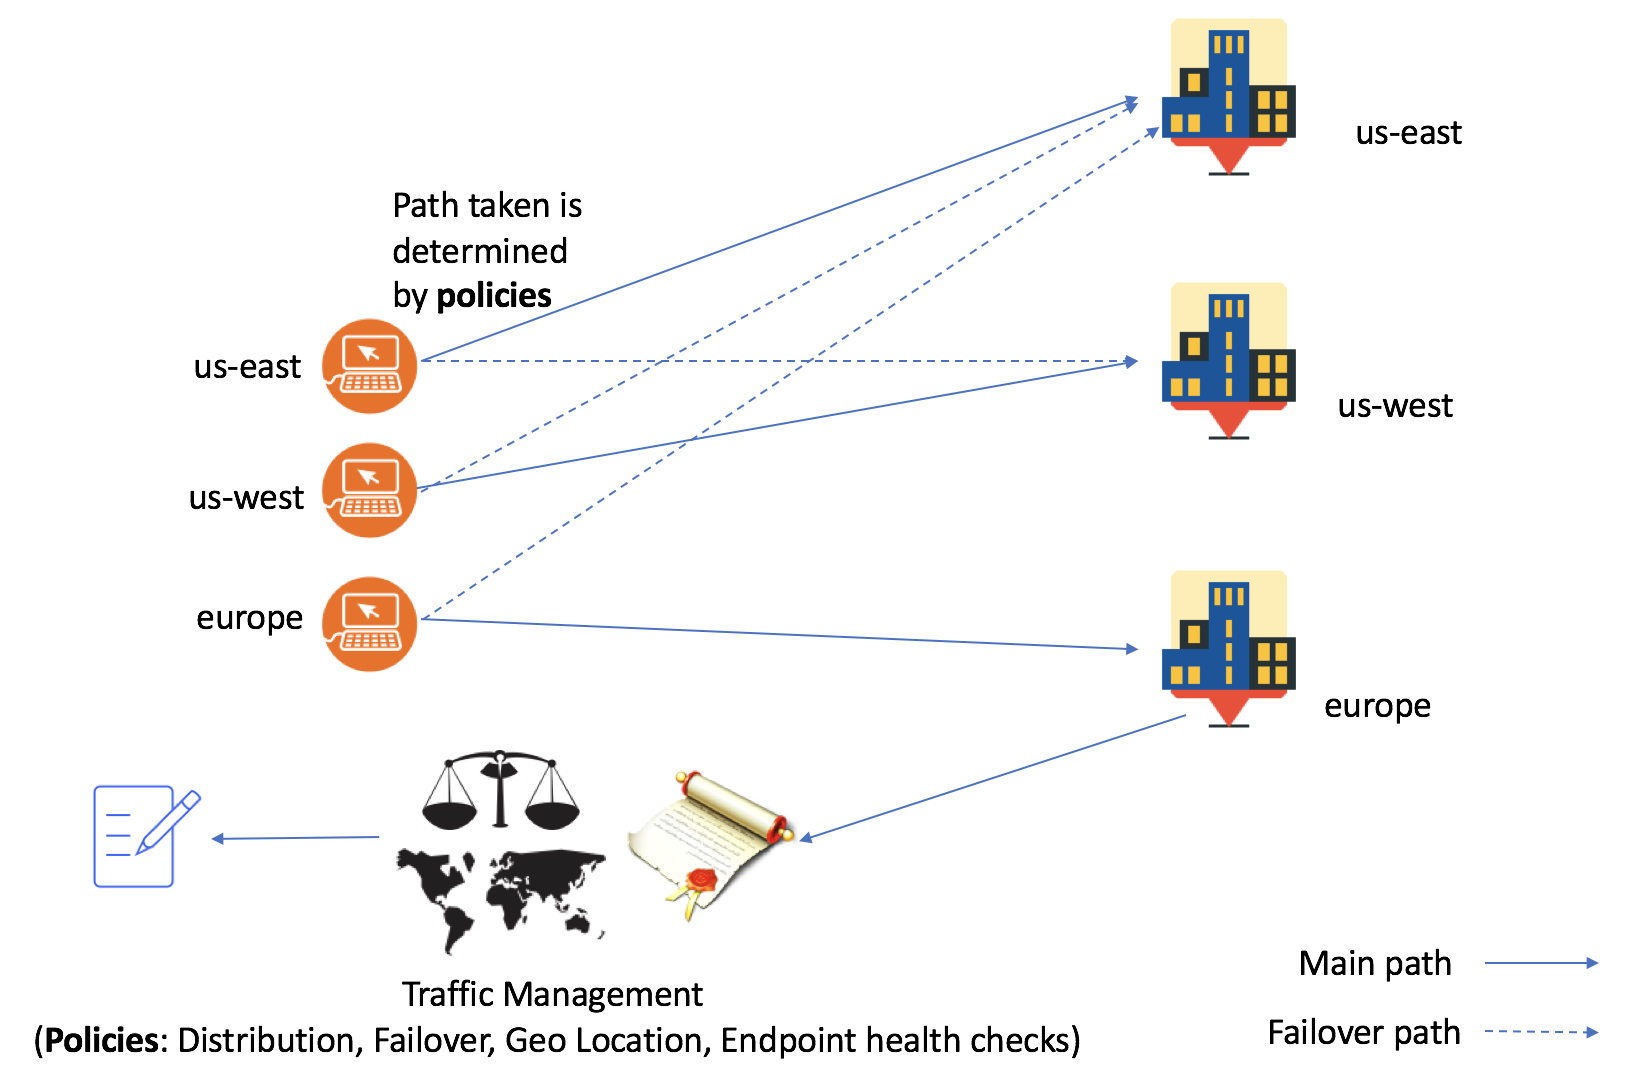 us-east
Path taken is
determined
by policies
us-east
us-west
us-west
europe
europe
Traffic Management
(Policies: Distribution, Failover, Geo Location, Endpoint health checks)
Main path
Failover path